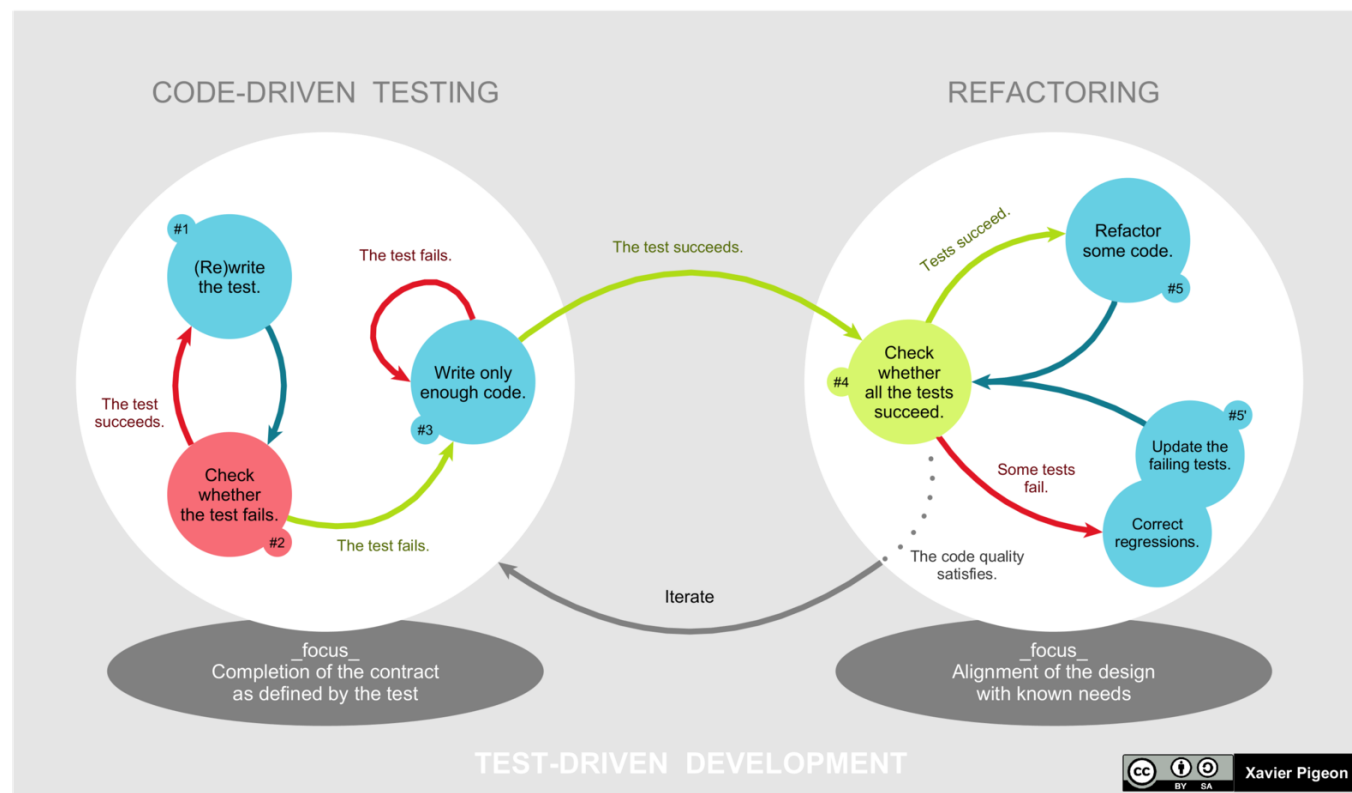 CODE-DRIVEN TESTING
REFACTORING
#1
(Re)write
the test.
The test fails.
The test succeeds.
Tests succeed.
Refactor
some code.
#5
The test
succeeds.
Write only
enough code.
#3
Check
whether
all the tests
succeed.
#4
#5'
Update the
failing tests.
Check
whether
the test fails.
#2
The test fails.
Some tests
fail.
Correct
regressions.
The code quality
satisfies.
Iterate
_focus_
Completion of the contract
as defined by the test
_focus_
Alignment of the design
with known needs
TEST-DRIVEN DEVELOPMENT
cc
BY SA
Xavier Pigeon